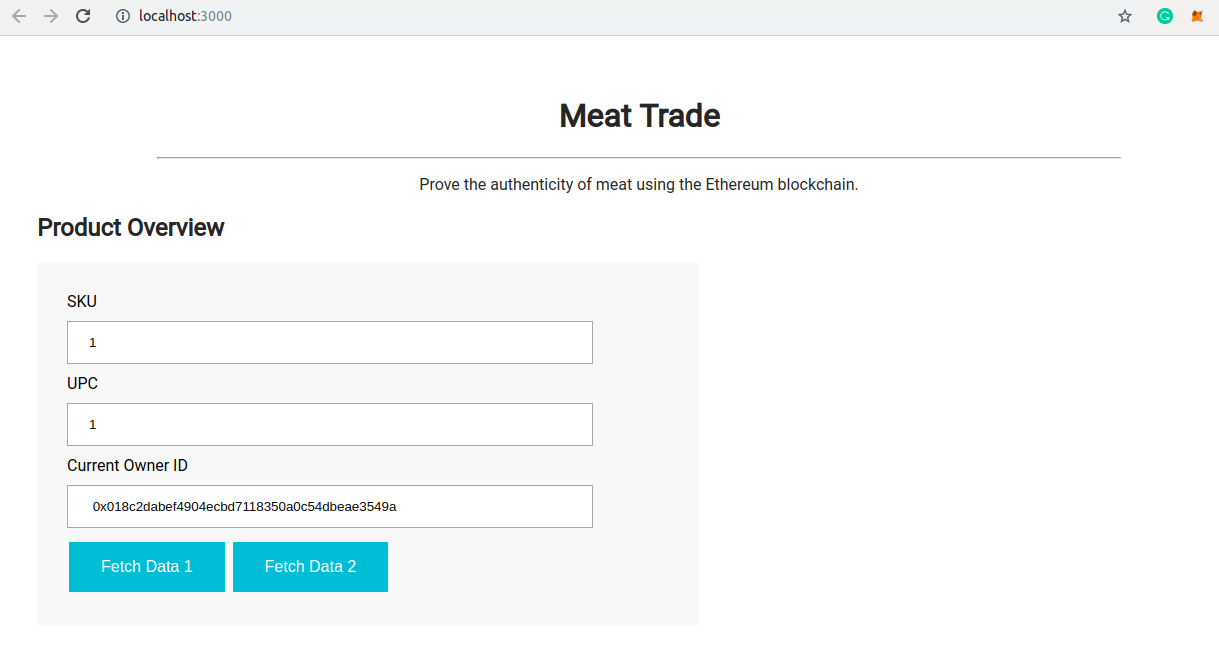 localhost:3000
Meat Trade
Prove the authenticity of meat using the Ethereum blockchain.
Product Overview
SKU
1
UPC
1
Current Owner ID
0x018c2dabef4904ecbd7118350a0c54dbeae3549a
Fetch Data 1 Fetch Data 2